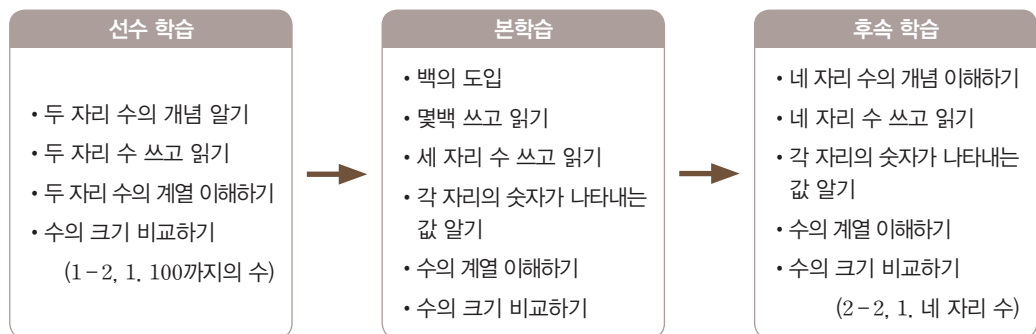 선수 학습
• 두 자리 수의 개념 알기
• 두 자리 수 쓰고 읽기
• 두 자리 수의 계열 이해하기
• 수의 크기 비교하기
(1-2, 1. 100까지의 수)
본학습
• 백의 도입
• 몇백 쓰고 읽기
• 세 자리 수 쓰고 읽기
• 각 자리의 숫자가 나타내는
값 알기
• 수의 계열 이해하기
• 수의 크기 비교하기
후속 학습
• 네 자리 수의 개념 이해하기
• 네 자리 수 쓰고 읽기
• 각 자리의 숫자가 나타내는
값 알기
• 수의 계열 이해하기
• 수의 크기 비교하기
(2-2, 1. 네 자리 수)